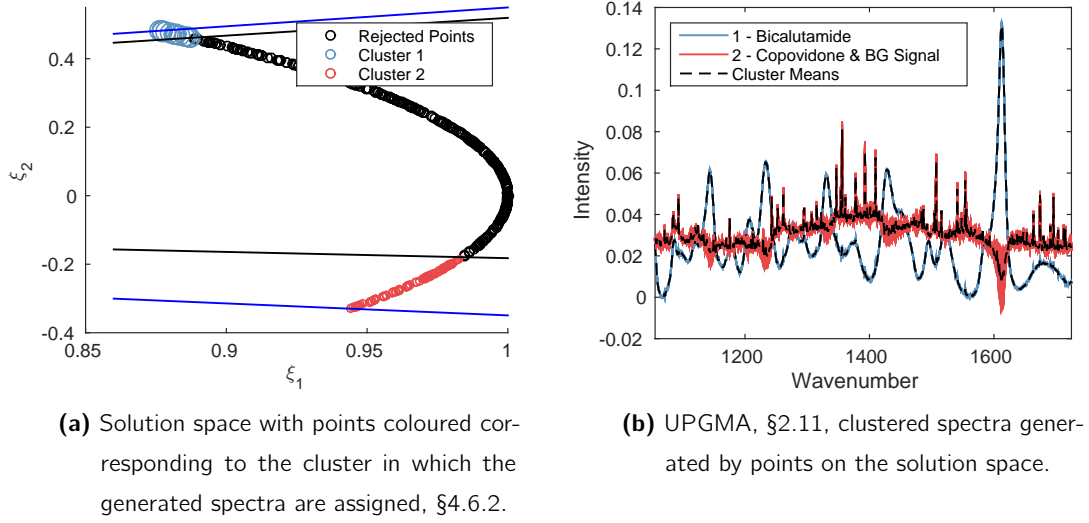 0.4
0.2
0
-0.2
-0.4
ξ2
0.85
0.9
0.95
1
ξ1
Rejected Points
Cluster 1
Cluster 2
0.14
0.12
0.1
0.08
0.06
0.04
0.02
0
-0.02
Intensity
1200
1400
1600
Wavenumber
1 - Bicalutamide
2 - Copovidone & BG Signal
Cluster Means
(a) Solution space with points coloured cor-
responding to the cluster in which the
generated spectra are assigned, §4.6.2.
(b) UPGMA, §2.11, clustered spectra gener-
ated by points on the solution space.